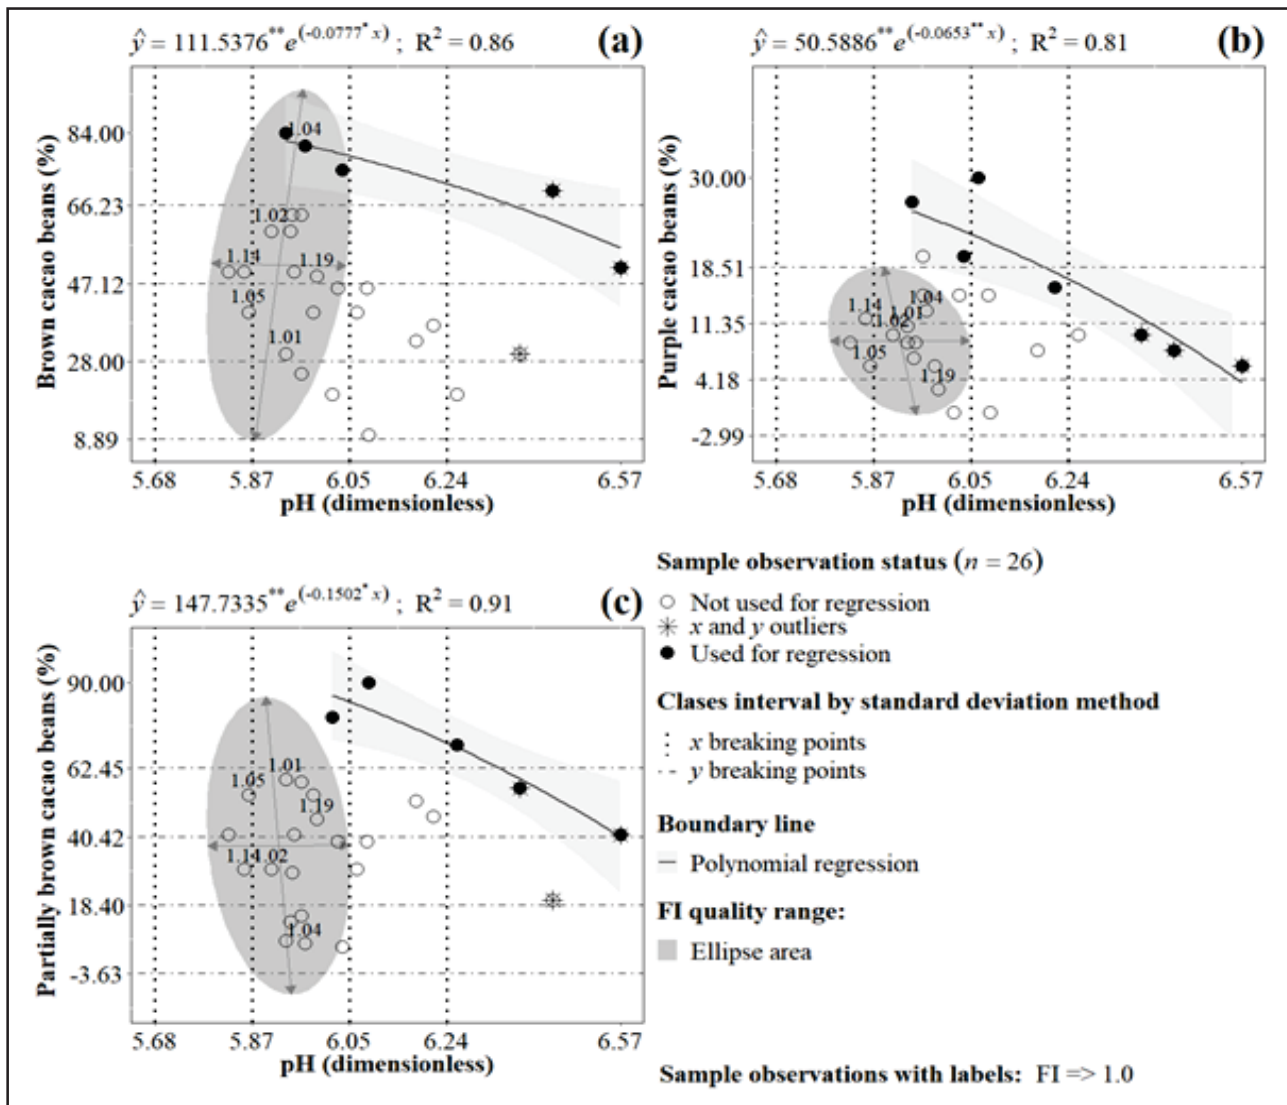 ŷ = 111.5376**e^(-0.0777* x) ; R² = 0.86
(a)
Brown cacao beans (%)
84.00
66.23
47.12
28.00
8.89
1.04
1.02
1.14
1.19
1.05
1.01
5.68 5.87 6.05 6.24 6.57
pH (dimensionless)
ŷ = 50.5886**e^(-0.0653** x) ; R² = 0.81
(b)
Purple cacao beans (%)
30.00
18.51
11.35
4.18
-2.99
1.14
1.04
1.01
1.02
1.05
1.19
5.68 5.87 6.05 6.24 6.57
pH (dimensionless)
ŷ = 147.7335**e^(-0.1502* x) ; R² = 0.91
(c)
Partially brown cacao beans (%)
90.00
62.45
40.42
18.40
-3.63
1.01
1.05
1.19
1.14
1.02
1.04
5.68 5.87 6.05 6.24 6.57
pH (dimensionless)
Sample observation status (n = 26)
Not used for regression
x and y outliers
Used for regression
Clases interval by standard deviation method
x breaking points
y breaking points
Boundary line
Polynomial regression
FI quality range:
Ellipse area
Sample observations with labels: FI => 1.0